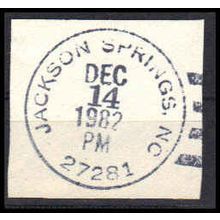 JACKSON SPRINGS, NC
DEC
14
1982
PM
27281